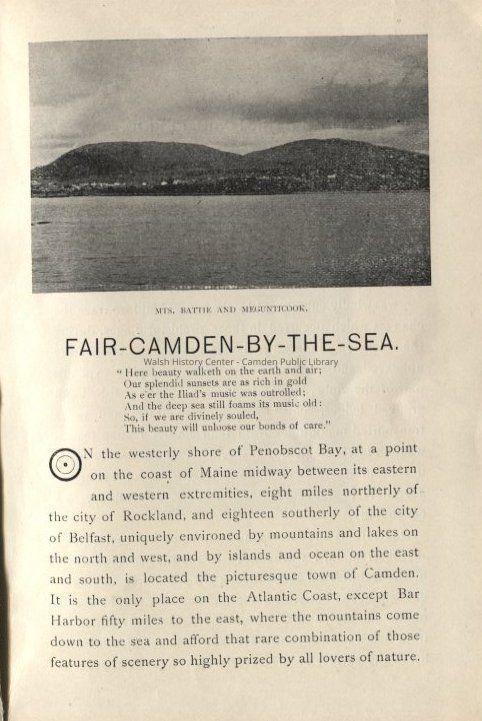 MTS. BATTIE AND MEGUNTICOOK.
FAIR-CAMDEN-BY-THE-SEA.
Walsh History Center - Camden Public Library
“Here beauty walketh on the earth and air;
Our splendid sunsets are as rich in gold
As e'er the Iliad's music was outrolled;
And the deep sea still foams its music old:
So, if we are divinely souled,
This beauty will unloose our bonds of care.”
ON the westerly shore of Penobscot Bay, at a point
on the coast of Maine midway between its eastern
and western extremities, eight miles northerly of
the city of Rockland, and eighteen southerly of the city
of Belfast, uniquely environed by mountains and lakes on
the north and west, and by islands and ocean on the east
and south, is located the picturesque town of Camden.
It is the only place on the Atlantic Coast, except Bar
Harbor fifty miles to the east, where the mountains come
down to the sea and afford that rare combination of those
features of scenery so highly prized by all lovers of nature.